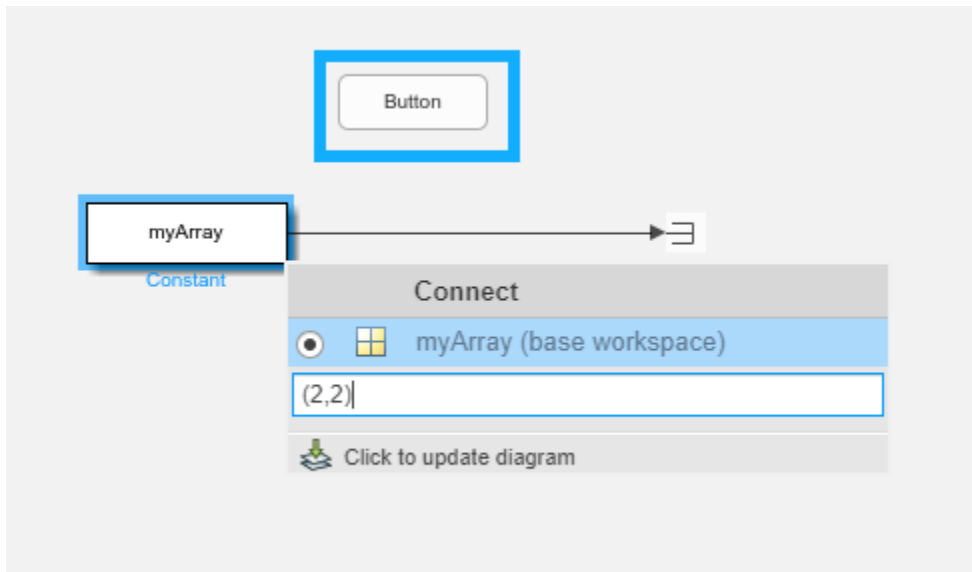 Button
myArray
Constant
Connect
myArray (base workspace)
(2,2)
Click to update diagram